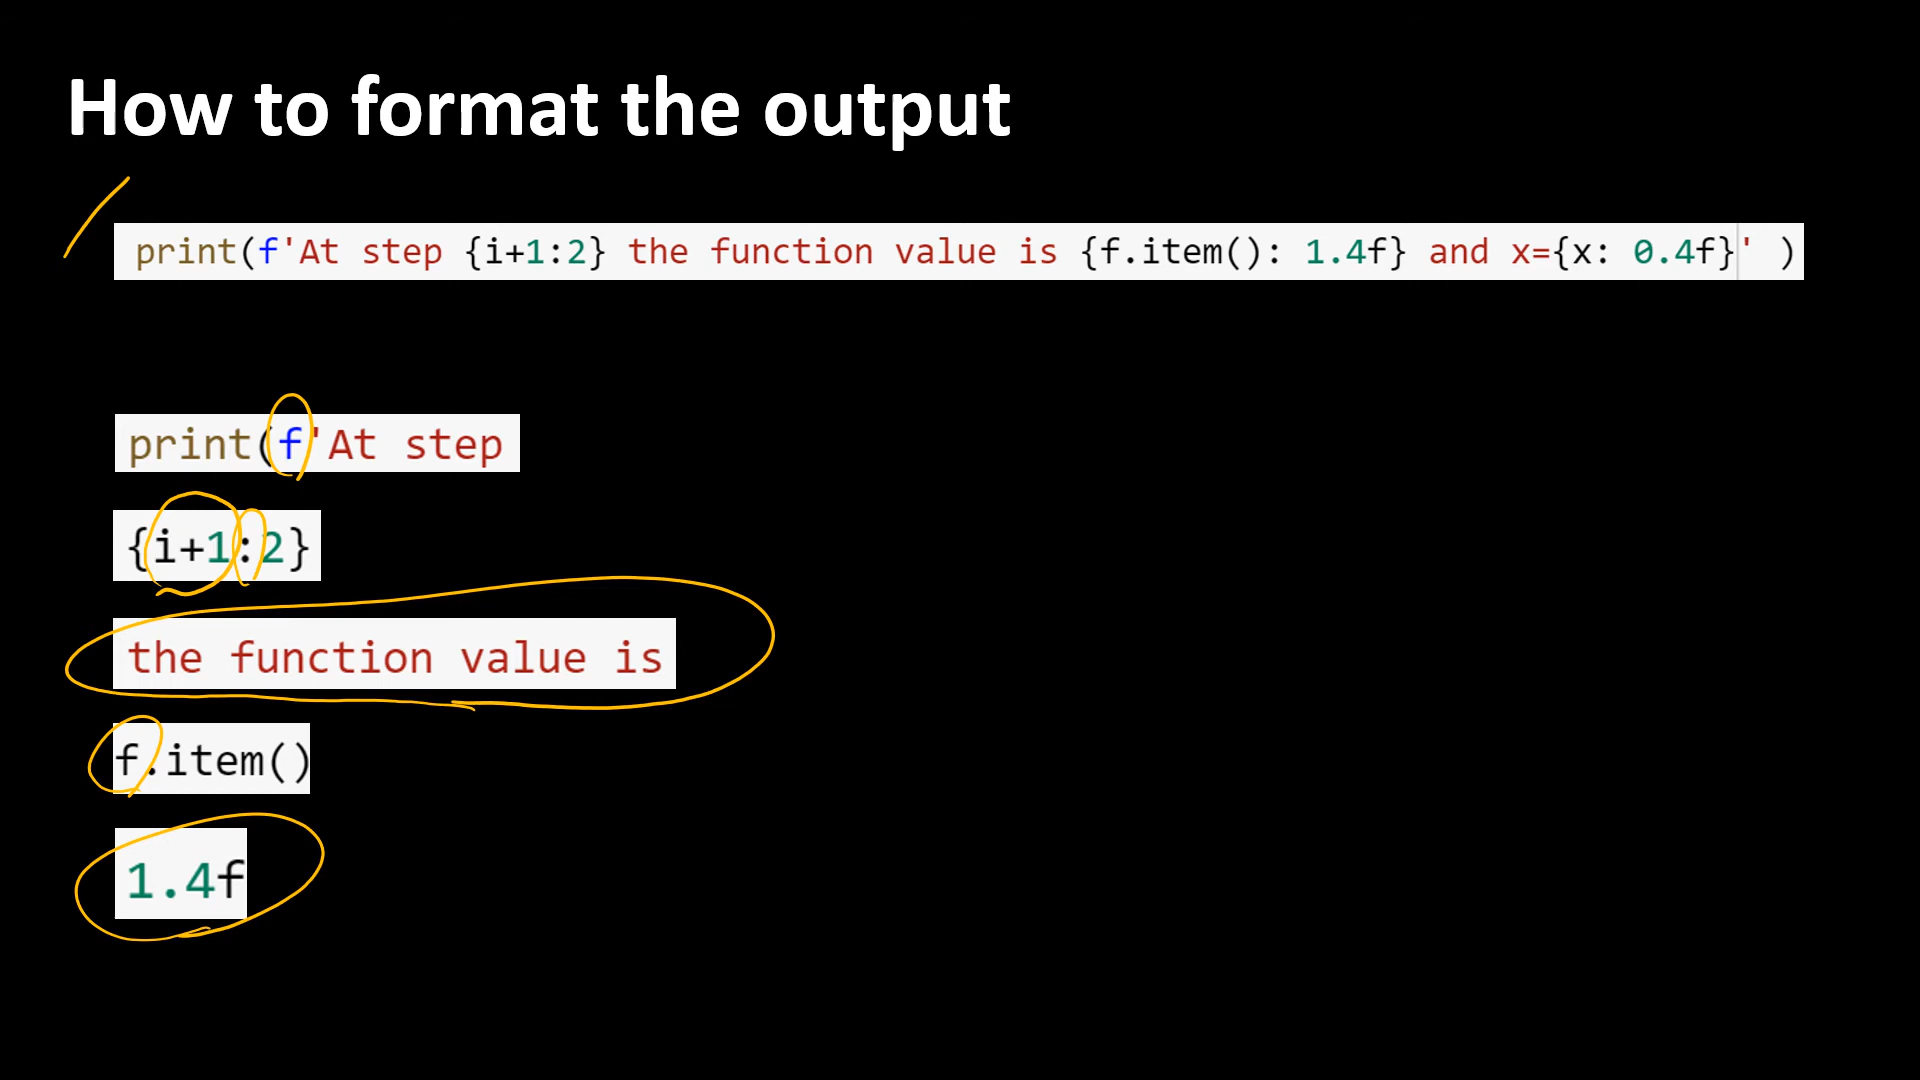 How to format the output
print(f'At step {i+1:2} the function value is {f.item(): 1.4f} and x={x: 0.4f}' )
print(f'At step
{i+1:2}
the function value is
f.item()
1.4f